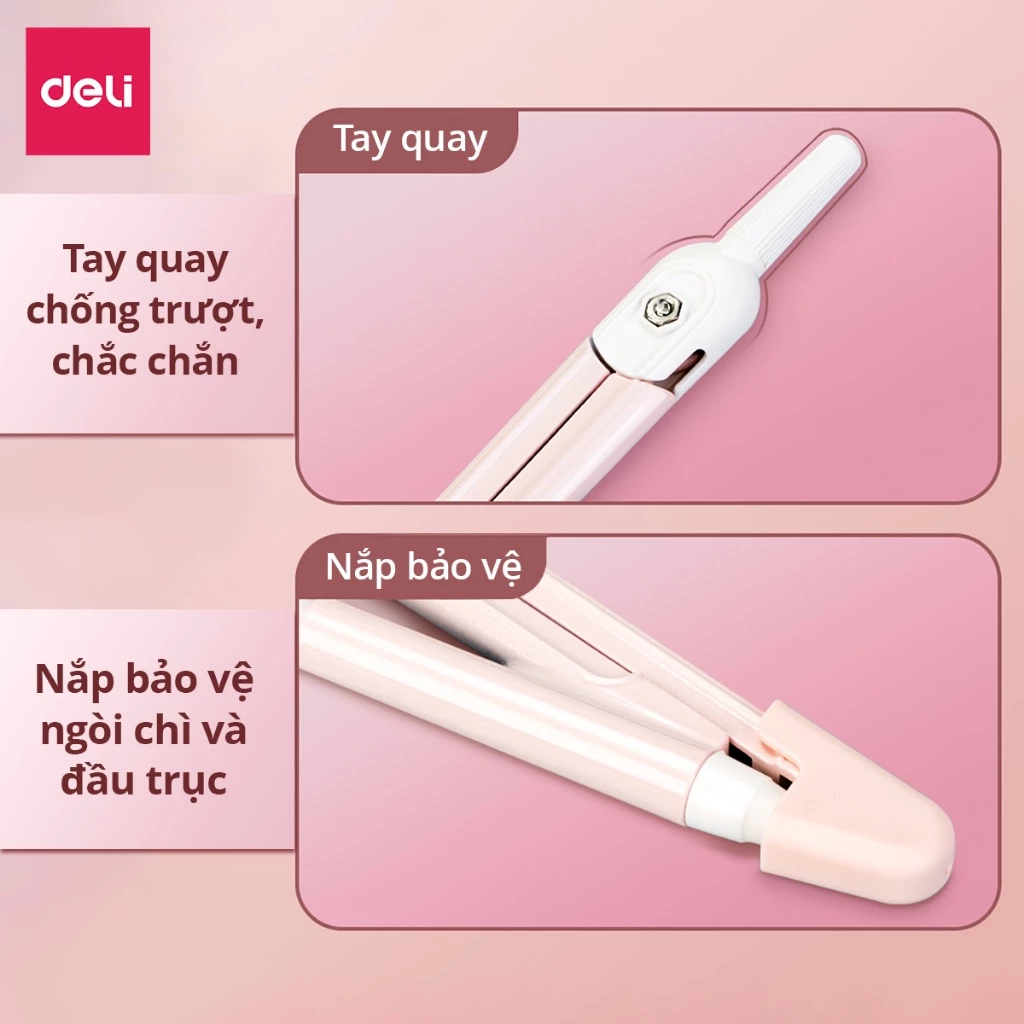 deli
Tay quay
Tay quay
chống trượt,
chắc chắn
Nắp bảo vệ
Nắp bảo vệ
ngòi chì và
đầu trục